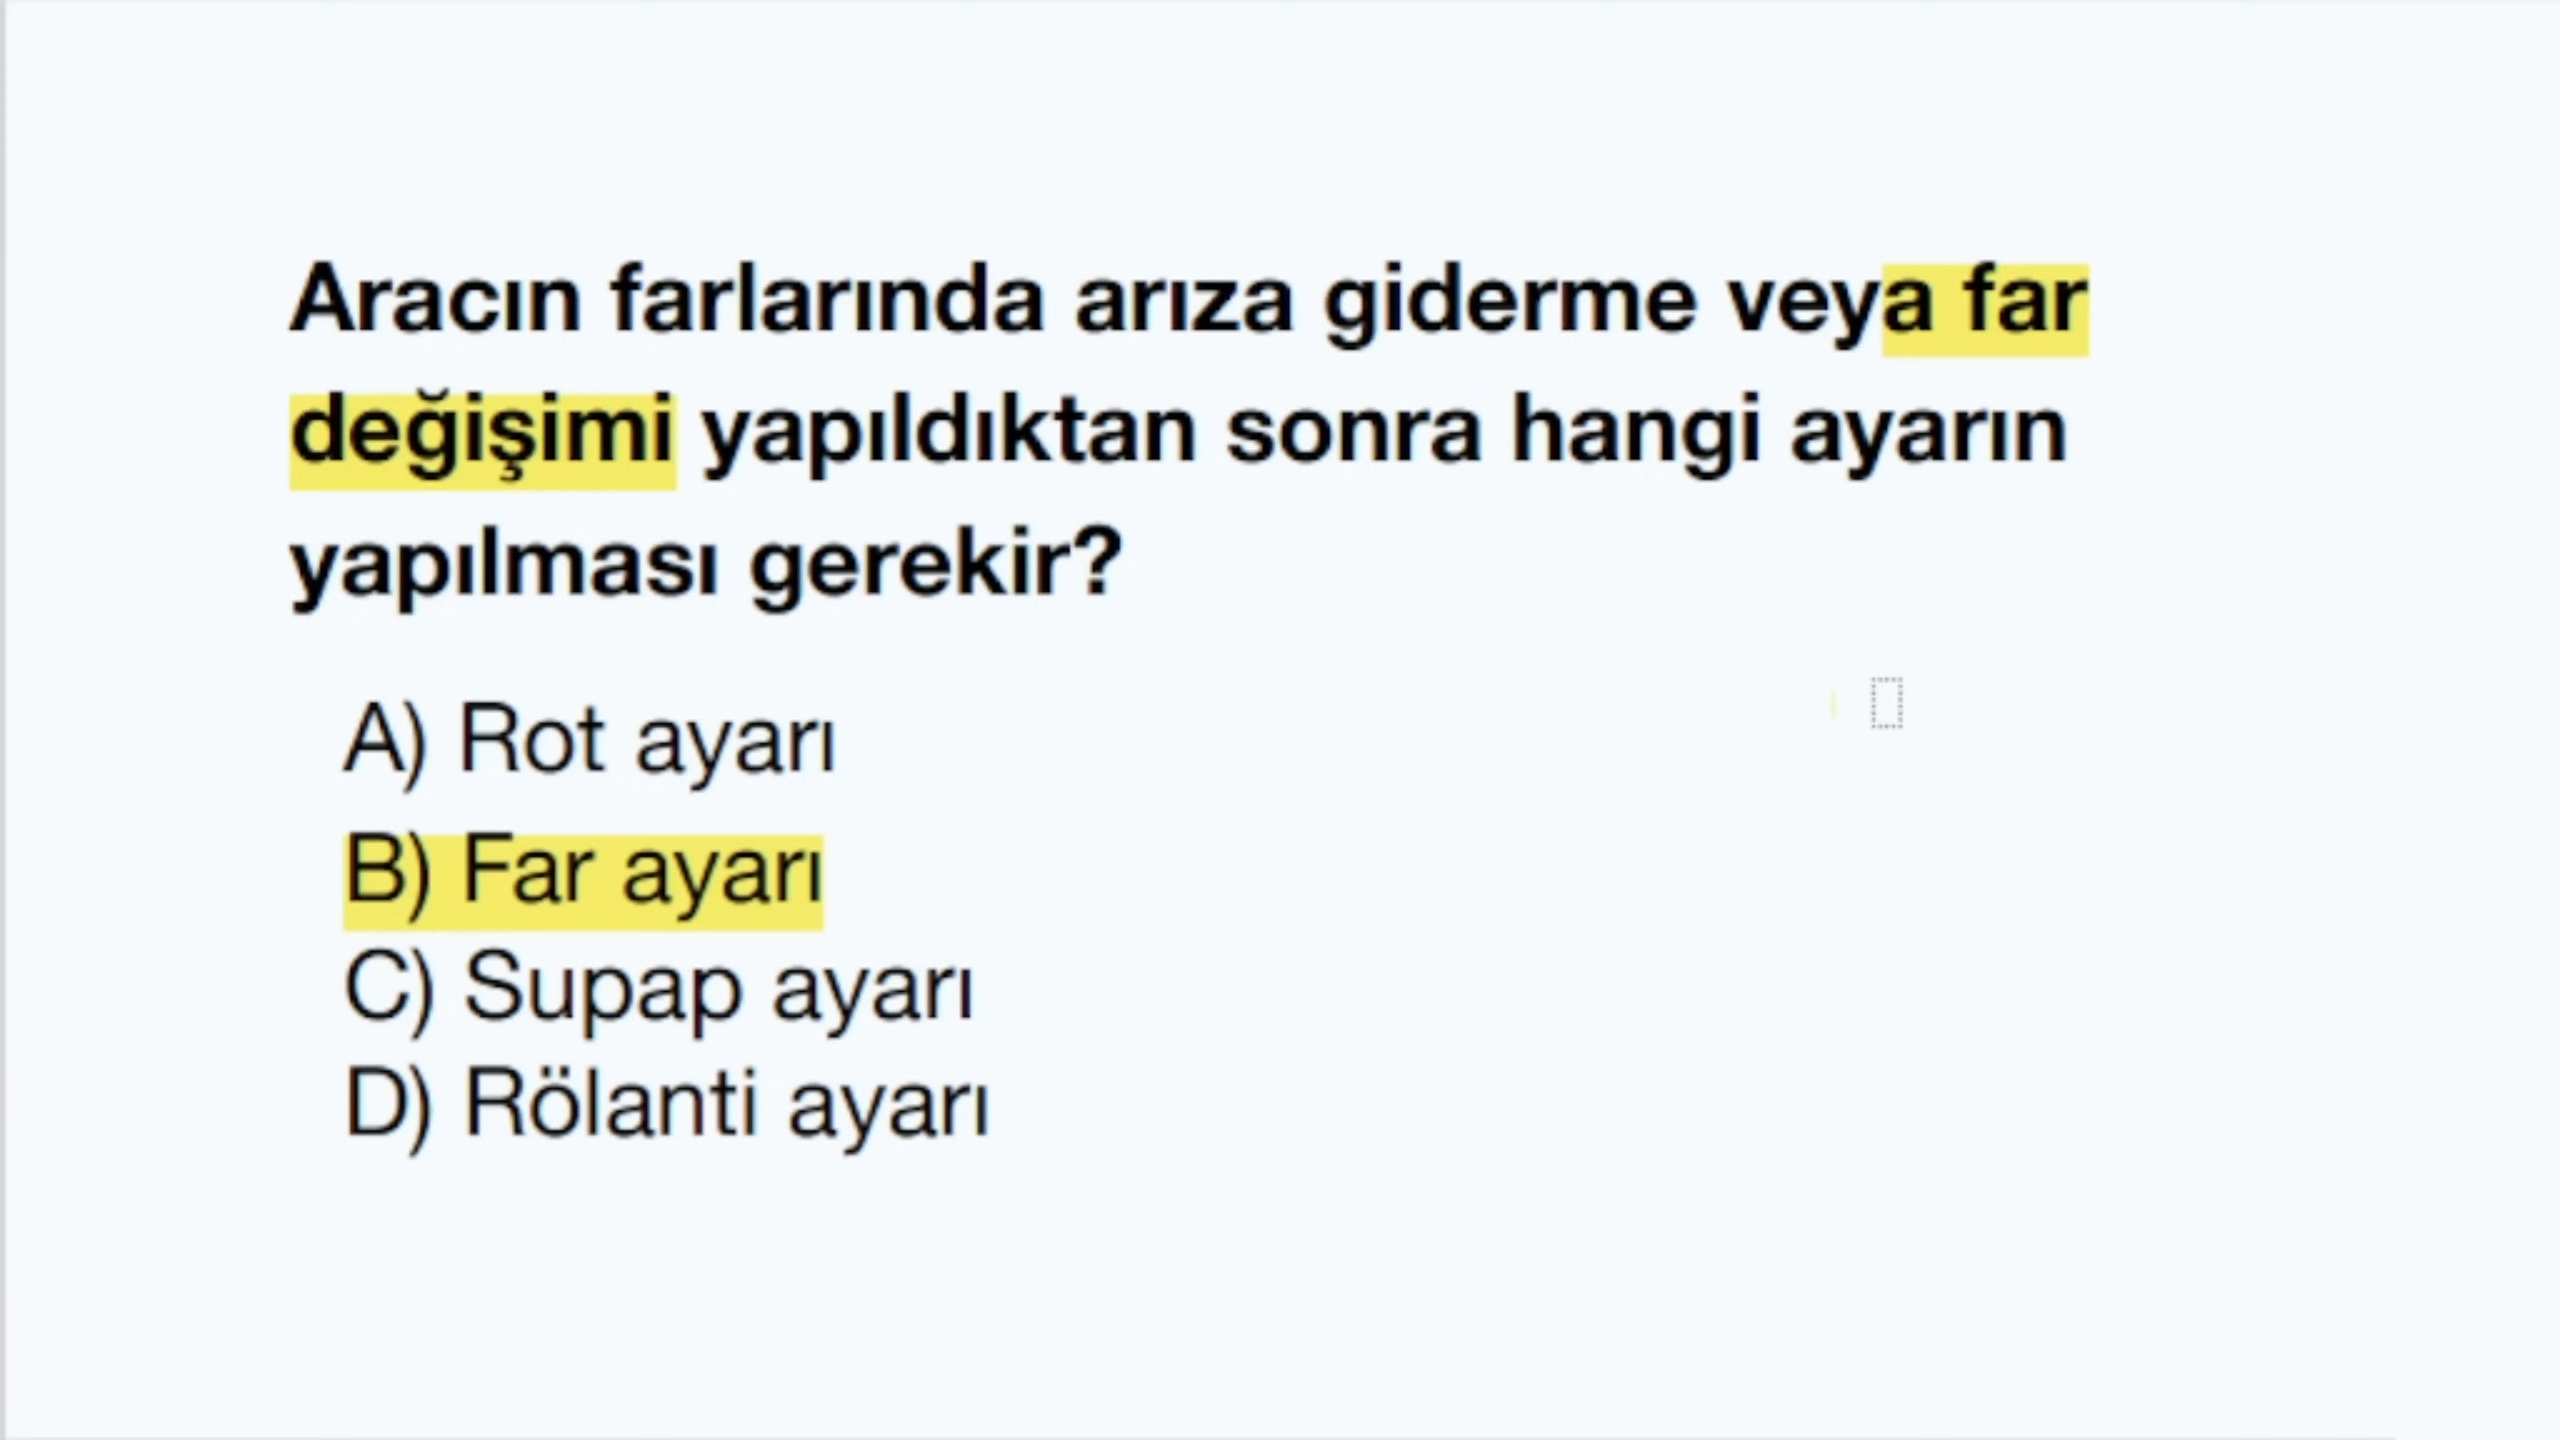 Aracın farlarında arıza giderme veya far
değişimi yapıldıktan sonra hangi ayarın
yapılması gerekir?
A) Rot ayarı
B) Far ayarı
C) Supap ayarı
D) Rölanti ayarı